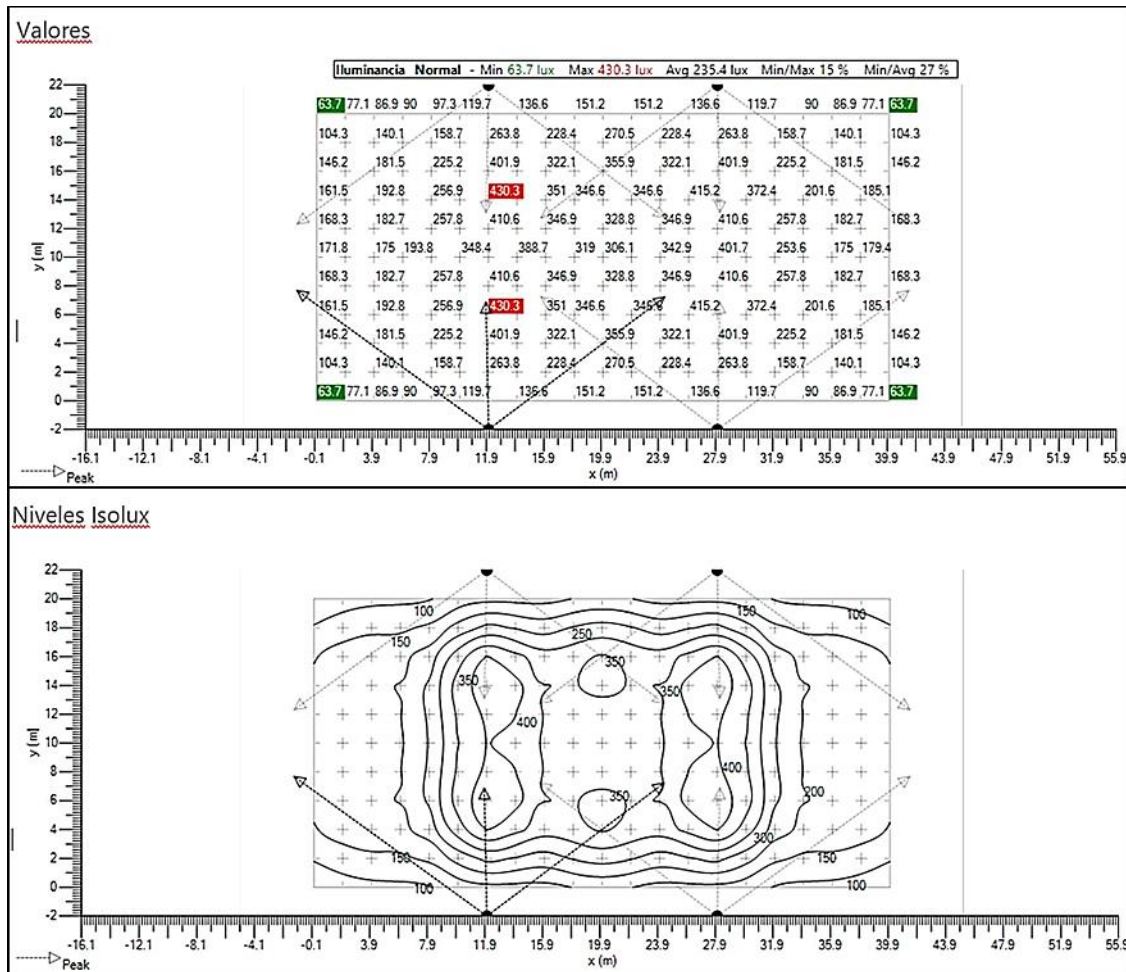 Valores
Iluminancia Normal - Min 63.7 lux Max 430.3 lux Avg 235.4 lux Min/Max 15 % Min/Avg 27 %
22
63.7 77.1 86.9 90 97.3 119.7 136.6 151.2 151.2 136.6 119.7 90 86.9 77.1 63.7
20
104.3 140.1 158.7 263.8 228.4 270.5 228.4 263.8 158.7 140.1 104.3
18
146.2 181.5 225.2 401.9 322.1 355.9 322.1 401.9 225.2 181.5 146.2
16
161.5 192.8 256.9 430.3 351 346.6 346.6 415.2 372.4 201.6 185.1
14
168.3 182.7 257.8 410.6 346.9 328.8 346.9 410.6 257.8 182.7 168.3
12
171.8 175 193.8 348.4 388.7 319 306.1 342.9 401.7 253.6 175 179.4
10
168.3 182.7 257.8 410.6 346.9 328.8 346.9 410.6 257.8 182.7 168.3
8
161.5 192.8 256.9 430.3 351 346.6 346.6 415.2 372.4 201.6 185.1
6
146.2 181.5 225.2 401.9 322.1 355.9 322.1 401.9 225.2 181.5 146.2
4
104.3 140.1 158.7 263.8 228.4 270.5 228.4 263.8 158.7 140.1 104.3
2
63.7 77.1 86.9 90 97.3 119.7 136.6 151.2 151.2 136.6 119.7 90 86.9 77.1 63.7
0
-2
y (m)
-16.1 -12.1 -8.1 -4.1 -0.1 3.9 7.9 11.9 15.9 19.9 23.9 27.9 31.9 35.9 39.9 43.9 47.9 51.9 55.9
x (m)
Peak
Niveles Isolux
22
20
100 150 100
18
150 250
16
350 350 350
14
350
12
400
10
8
400
6
350 200
4
300
2
150 150
0
100 100
-2
y (m)
-16.1 -12.1 -8.1 -4.1 -0.1 3.9 7.9 11.9 15.9 19.9 23.9 27.9 31.9 35.9 39.9 43.9 47.9 51.9 55.9
x (m)
Peak